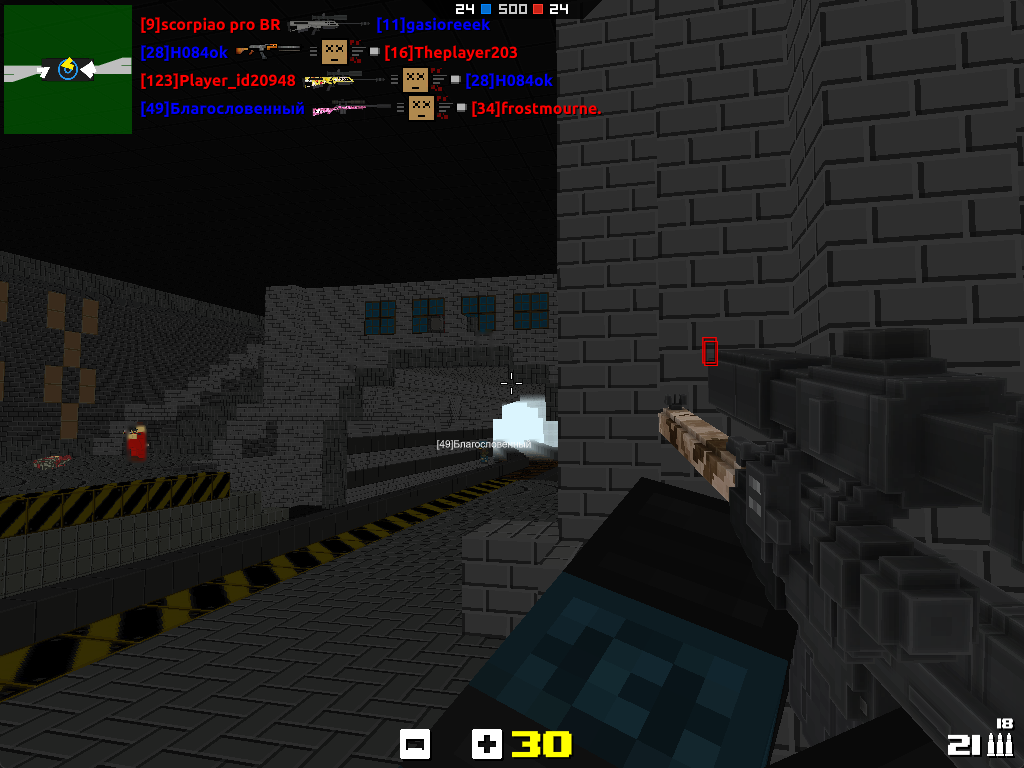 24 500 24
[9]scorpiao pro BR [11]gasioreeek
[28]H084ok [16]Theplayer203
[123]Player_id20948 [28]H084ok
[49]Благословенный [34]frostmourne.
[49]Благословенный
30
18
21